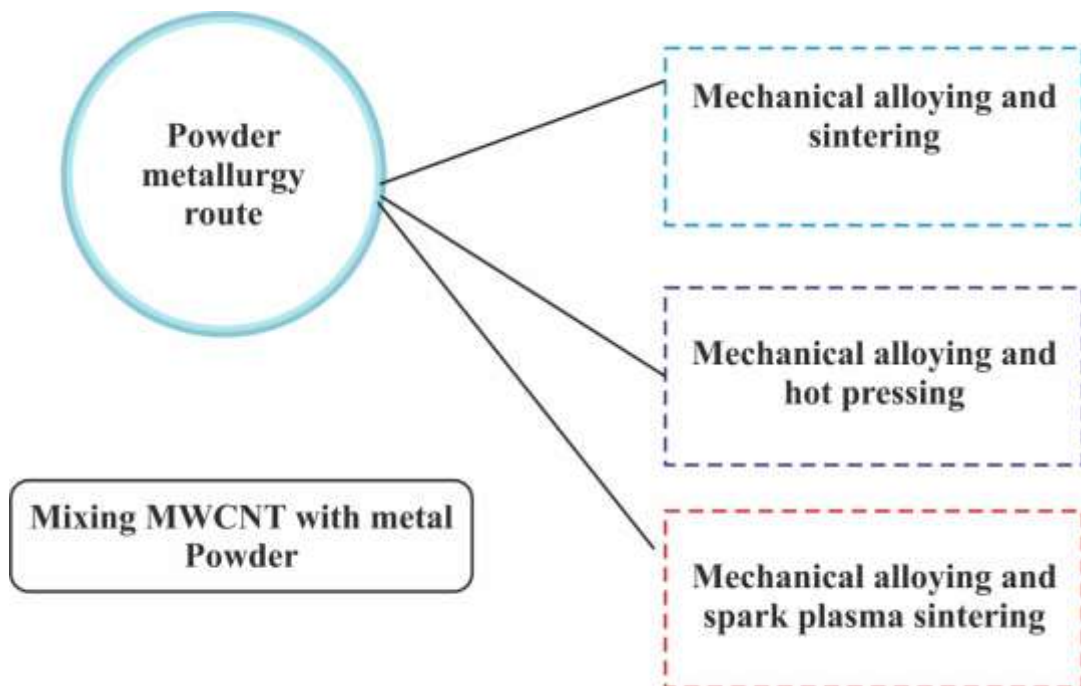 Powder
metallurgy
route
Mechanical alloying and
sintering
Mechanical alloying and
hot pressing
Mixing MWCNT with metal
Powder
Mechanical alloying and
spark plasma sintering